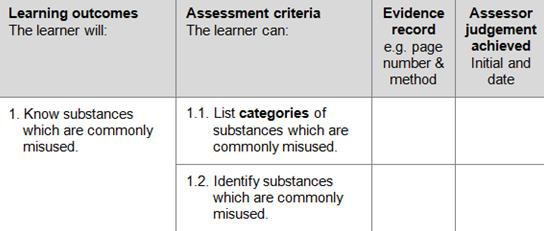 Learning outcomes
The learner will:
Assessment criteria
The learner can:
Evidence
record
e.g. page
number &
method
Assessor
judgement
achieved
Initial and
date
1. Know substances
which are commonly
misused.
1.1. List categories of
substances which are
commonly misused.
1.2. Identify substances
which are commonly
misused.